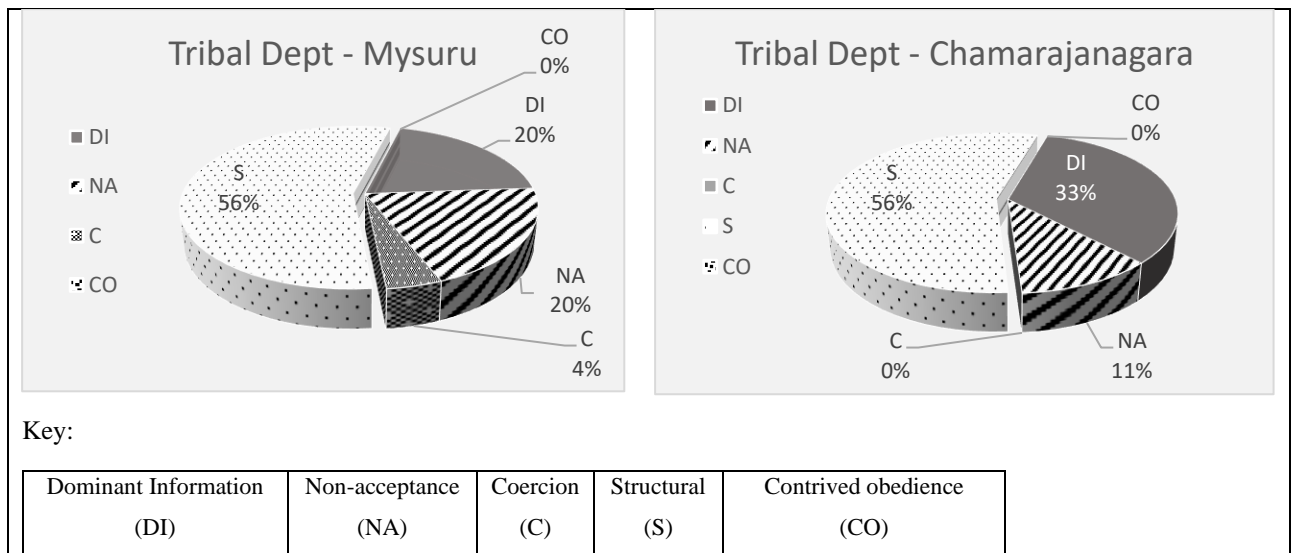 Tribal Dept - Mysuru
CO
0%
DI
20%
DI
NA
C
CO
S
56%
NA
20%
C
4%
Tribal Dept - Chamarajanagara
DI
NA
C
S
CO
CO
0%
DI
33%
S
56%
C
0%
NA
11%
Key:
Dominant Information (DI)
Non-acceptance (NA)
Coercion (C)
Structural (S)
Contrived obedience (CO)